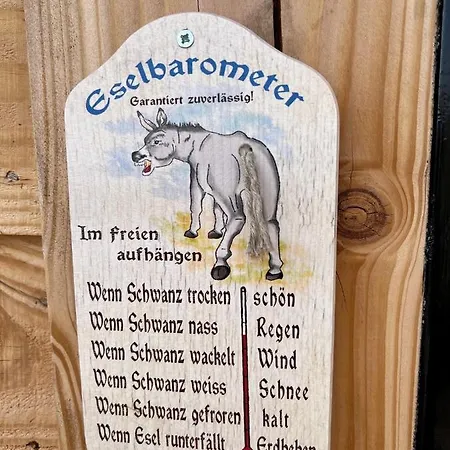 Eselbarometer
Garantiert zuverlässig!
Im freien
aufhängen
Wenn Schwanz trocken schön
Wenn Schwanz nass Regen
Wenn Schwanz wackelt Wind
Wenn Schwanz weiss Schnee
Wenn Schwanz gefroren kalt
Wenn Esel runterfällt Erdbeben